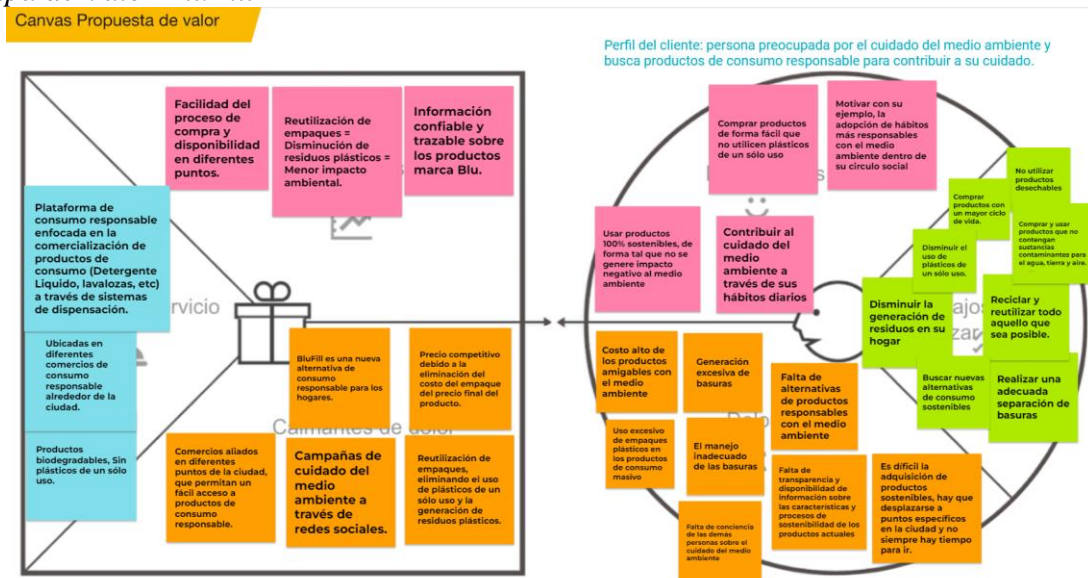 Canvas Propuesta de valor
Perfil del cliente: persona preocupada por el cuidado del medio ambiente y
busca productos de consumo responsable para contribuir a su cuidado.
Facilidad del
proceso de
compra y
disponibilidad
en diferentes
puntos.
Reutilización de
empaques =
Disminución de
residuos plásticos =
Menor impacto
ambiental.
Información
confiable y
trazable sobre
los productos
marca Blu.
Plataforma de
consumo responsable
enfocada en la
comercialización de
productos de
consumo (Detergente
Liquido, lavalozas, etc)
a través de sistemas
de dispensación.
rvicio
Ubicadas en
diferentes
comercios de
consumo
responsable
alrededor de la
ciudad.
Productos
biodegradables, Sin
plásticos de un sólo
uso.
BluFill es una nueva
alternativa de
consumo
responsable para los
hogares.
Precio competitivo
debido a la
eliminación del
costo del empaque
del precio final del
producto.
Calmantes de dolor
Comercios aliados
en diferentes
puntos de la ciudad,
que permitan un
fácil acceso a
productos de
consumo
responsable.
Campañas de
cuidado del
medio
ambiente a
través de
redes sociales.
Reutilización de
empaques,
eliminando el uso
de plásticos de un
sólo uso y la
generación de
residuos plásticos.
Comprar productos
de forma fácil que
no utilicen plásticos
de un sólo uso
Motivar con su
ejemplo, la
adopción de hábitos
más responsables
con el medio
ambiente dentro de
su circulo social
Usar productos
100% sostenibles, de
forma tal que no se
genere impacto
negativo al medio
ambiente
Contribuir al
cuidado del
medio
ambiente a
través de sus
hábitos diarios
No utilizar
productos
desechables
Comprar
productos con
un mayor ciclo
de vida.
Comprar y usar
productos que no
contengan
sustancias
contaminantes para
el agua, tierra y aire.
Disminuir el
uso de
plásticos de
un sólo uso.
Disminuir la
generación de
residuos en su
hogar
Reciclar y
reutilizar todo
aquello que
sea posible.
Buscar nuevas
alternativas
de consumo
sostenibles
Realizar una
adecuada
separación de
basuras
Costo alto de
los productos
amigables con
el medio
ambiente
Generación
excesiva de
basuras
Falta de
alternativas
de productos
responsables
con el medio
ambiente
Uso excesivo
de empaques
plásticos en los
productos de
consumo
masivo
El manejo
inadecuado
de las basuras
Falta de
transparencia y
disponibilidad de
información sobre
las características y
procesos de
sostenibilidad de los
productos actuales
Es díficil la
adquisición de
productos
sostenibles, hay que
desplazarse a
puntos específicos
en la ciudad y no
siempre hay tiempo
para ir.
Falta de conciencia
de las demás
personas sobre el
cuidado del medio
ambiente